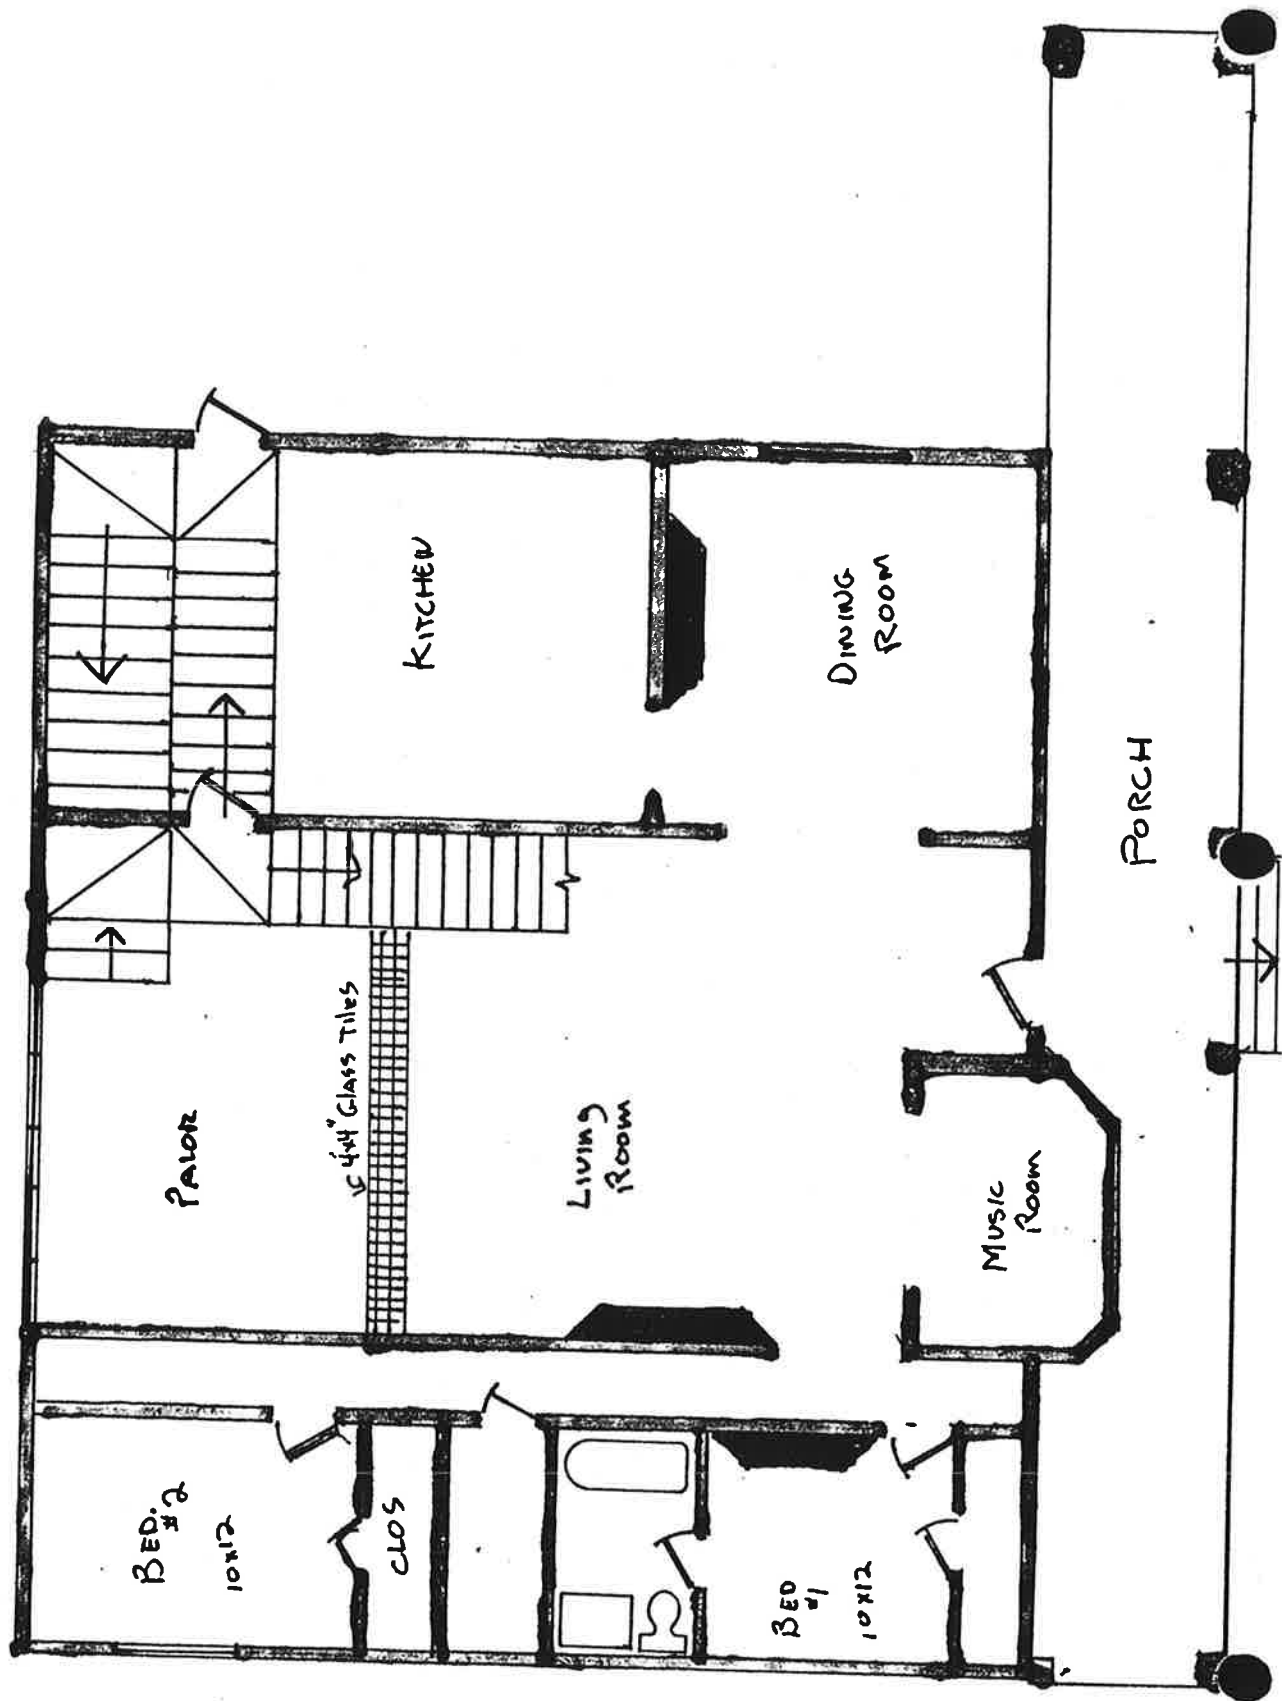 BED.
#2
10x12
PALOR
CLOS
4x4" GLASS TILES
KITCHEN
LIVING
ROOM
BED
#1
10x12
MUSIC
ROOM
DINING
ROOM
PORCH